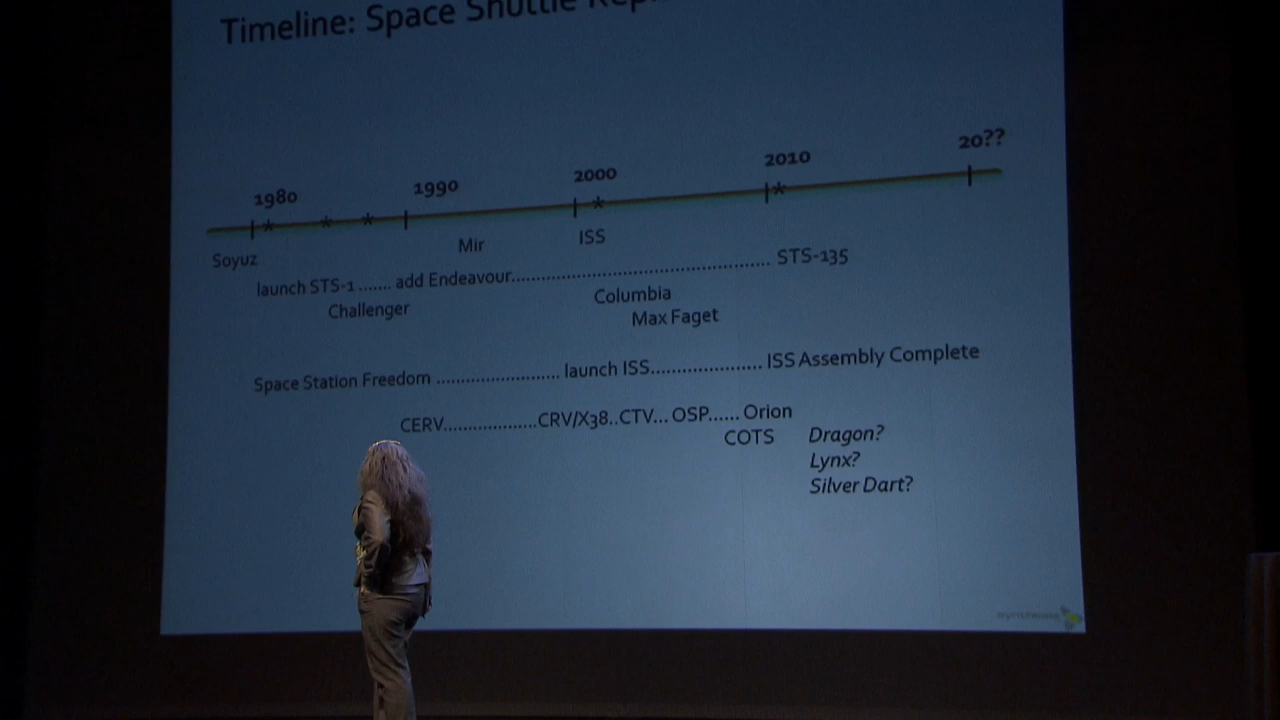 Timeline: Space Shuttle
1980 1990 2000 2010 20??
Soyuz Mir ISS
launch STS-1....... add Endeavour.................................................... STS-135
Challenger Columbia
Max Faget
Space Station Freedom ........................ launch ISS...................... ISS Assembly Complete
CERV..................CRV/X38..CTV... OSP...... Orion
COTS Dragon?
Lynx?
Silver Dart?